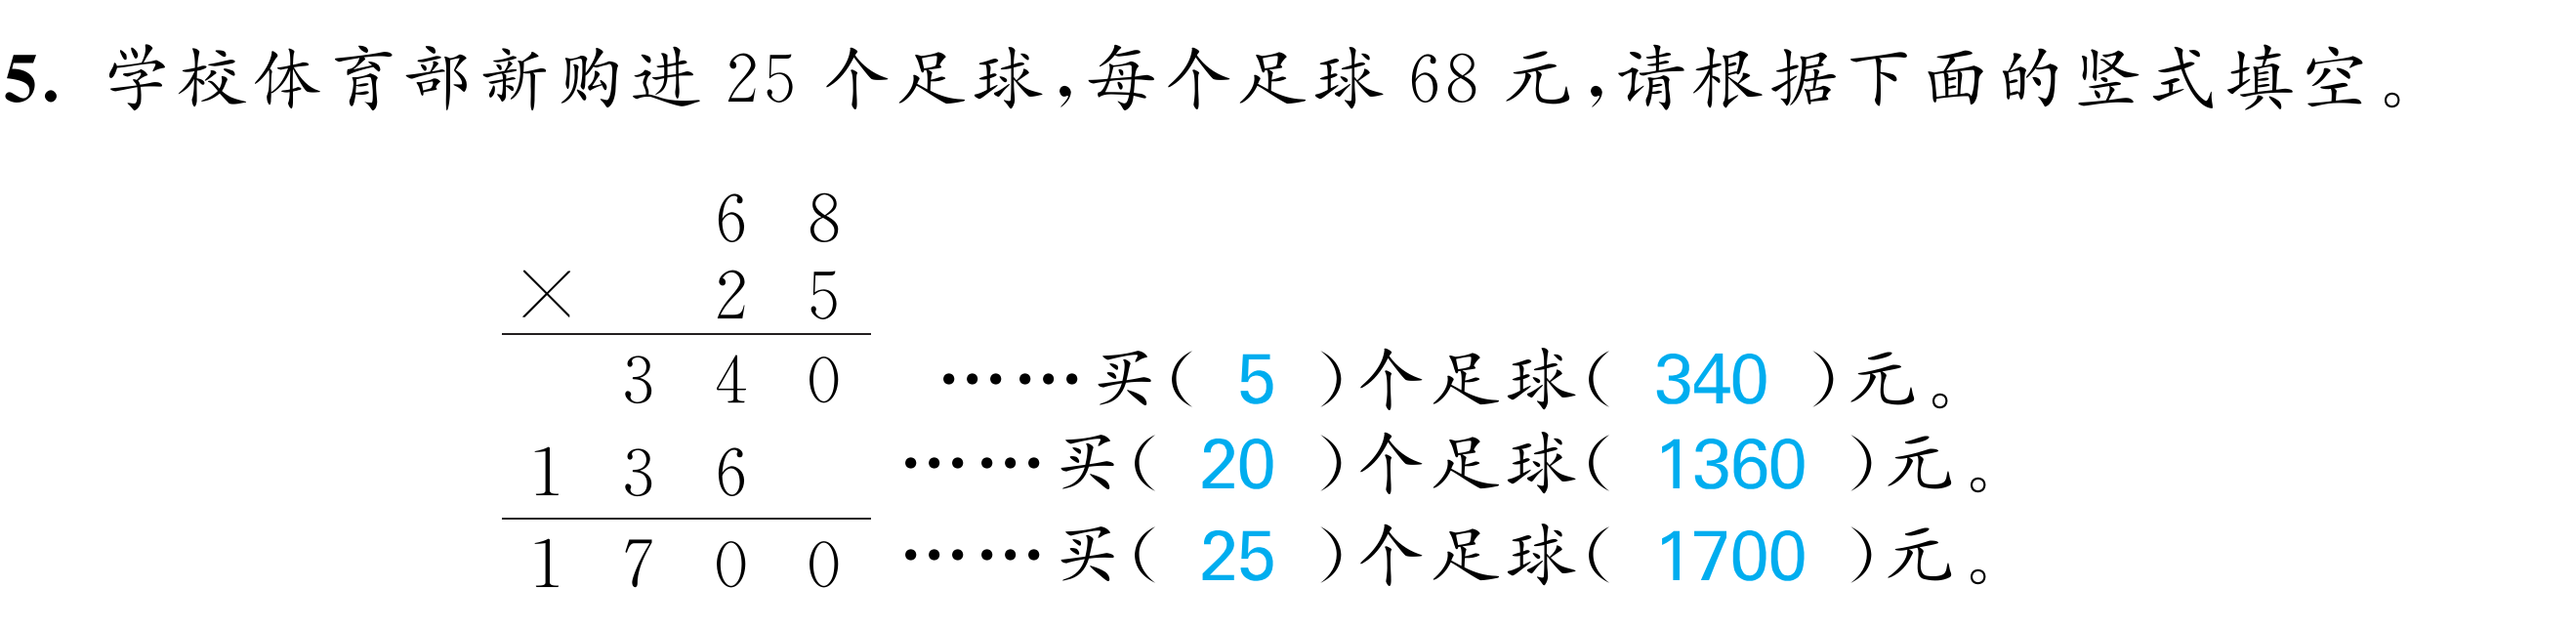 5. 学校体育部新购进 25 个足球,每个足球 68 元,请根据下面的竖式填空。
6 8
× 2 5
3 4 0 ……买( 5 )个足球( 340 )元。
1 3 6 ……买( 20 )个足球( 1360 )元。
1 7 0 0 ……买( 25 )个足球( 1700 )元。